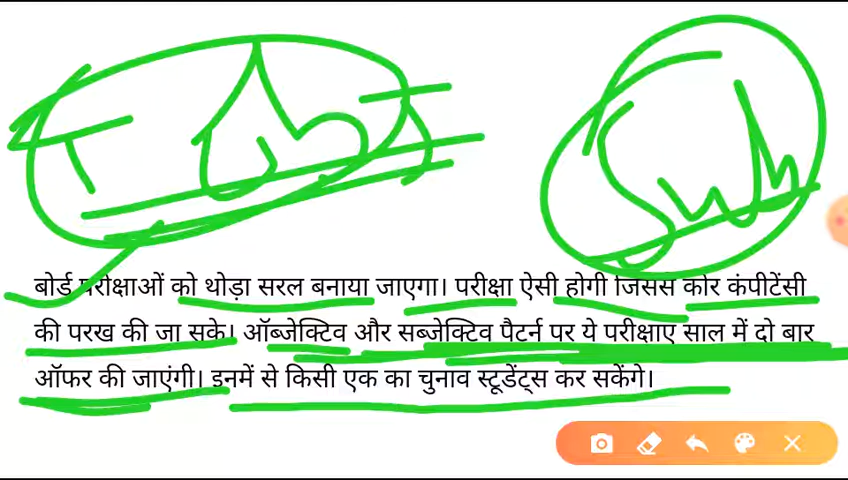 बोर्ड परीक्षाओं को थोड़ा सरल बनाया जाएगा। परीक्षा ऐसी होगी जिससे कोर कंपीटेंसी
की परख की जा सके। ऑब्जेक्टिव और सब्जेक्टिव पैटर्न पर ये परीक्षाए साल में दो बार
ऑफर की जाएंगी। इनमें से किसी एक का चुनाव स्टूडेंट्स कर सकेंगे।